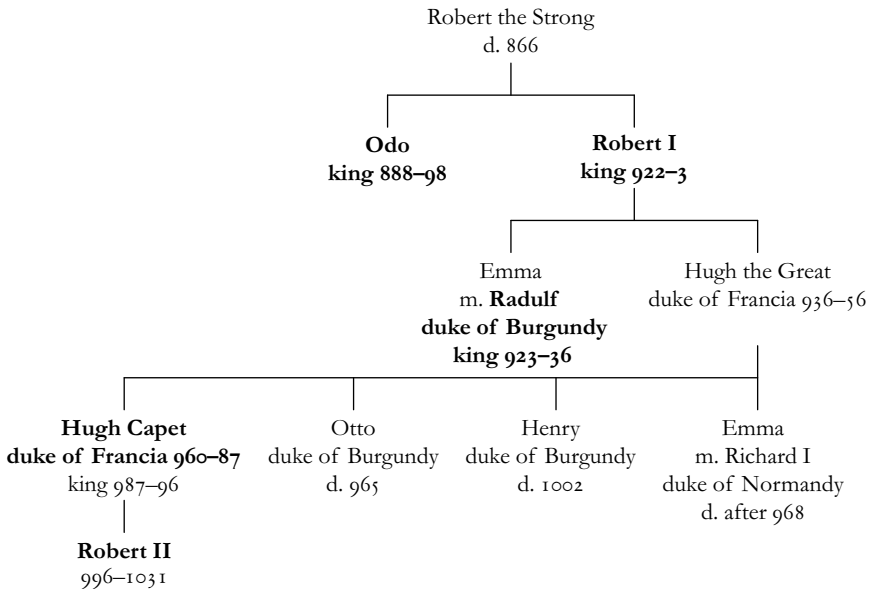 Robert the Strong
d. 866
Odo
king 888–98
Robert I
king 922–3
Emma
m. Radulf
duke of Burgundy
king 923–36
Hugh the Great
duke of Francia 936–56
Hugh Capet
duke of Francia 960–87
king 987–96
Otto
duke of Burgundy
d. 965
Henry
duke of Burgundy
d. 1002
Emma
m. Richard I
duke of Normandy
d. after 968
Robert II
996–1031